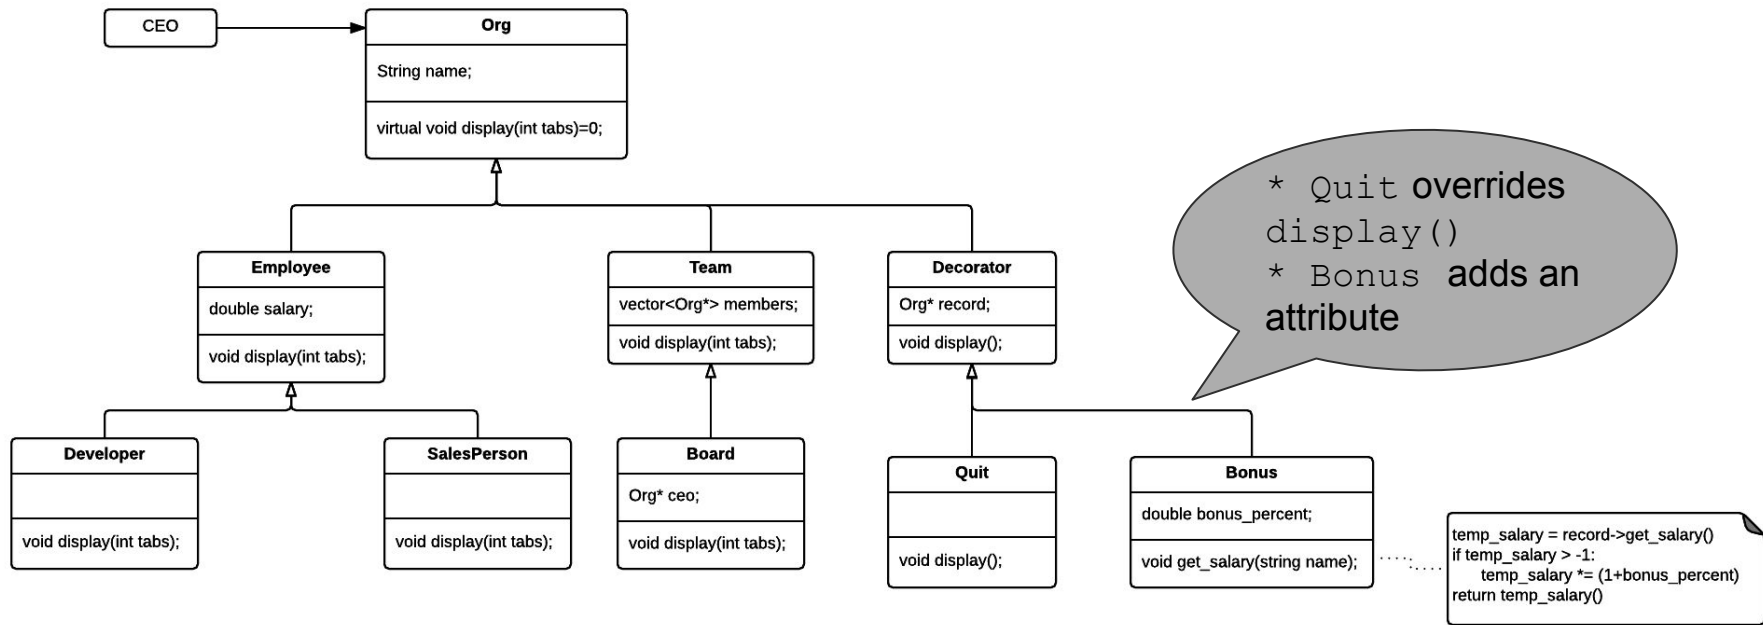 CEO
Org
String name;
virtual void display(int tabs)=0;
* Quit overrides
display()
* Bonus adds an
attribute
Employee
double salary;
void display(int tabs);
Team
vector<Org*> members;
void display(int tabs);
Decorator
Org* record;
void display();
Developer
void display(int tabs);
SalesPerson
void display(int tabs);
Board
Org* ceo;
void display(int tabs);
Quit
void display();
Bonus
double bonus_percent;
void get_salary(string name);
temp_salary = record->get_salary()
if temp_salary > -1:
temp_salary *= (1+bonus_percent)
return temp_salary()